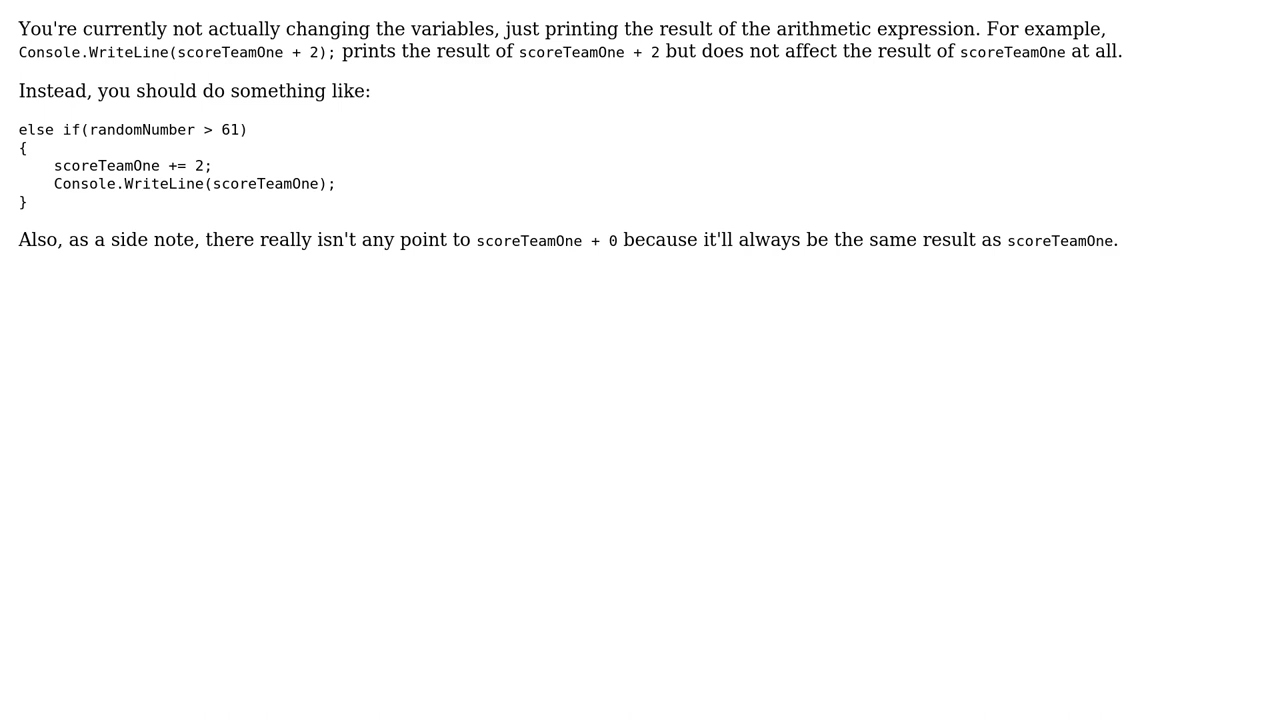 You're currently not actually changing the variables, just printing the result of the arithmetic expression. For example,
Console.WriteLine(scoreTeamOne + 2); prints the result of scoreTeamOne + 2 but does not affect the result of scoreTeamOne at all.
Instead, you should do something like:
else if(randomNumber > 61)
{
    scoreTeamOne += 2;
    Console.WriteLine(scoreTeamOne);
}
Also, as a side note, there really isn't any point to scoreTeamOne + 0 because it'll always be the same result as scoreTeamOne.